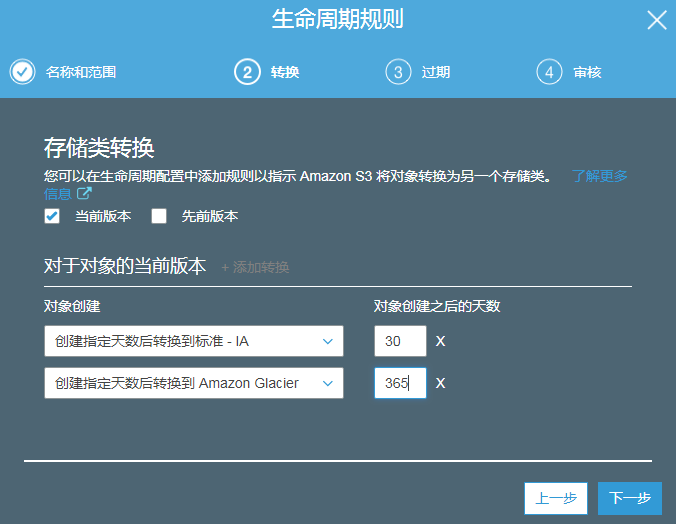 生命周期规则
名称和范围
2 转换
3 过期
4 审核
存储类转换
您可以在生命周期配置中添加规则以指示 Amazon S3 将对象转换为另一个存储类。 了解更多
信息
当前版本 先前版本
对于对象的当前版本 + 添加转换
对象创建 对象创建之后的天数
创建指定天数后转换到标准 - IA 30 X
创建指定天数后转换到 Amazon Glacier 365 X
上一步 下一步